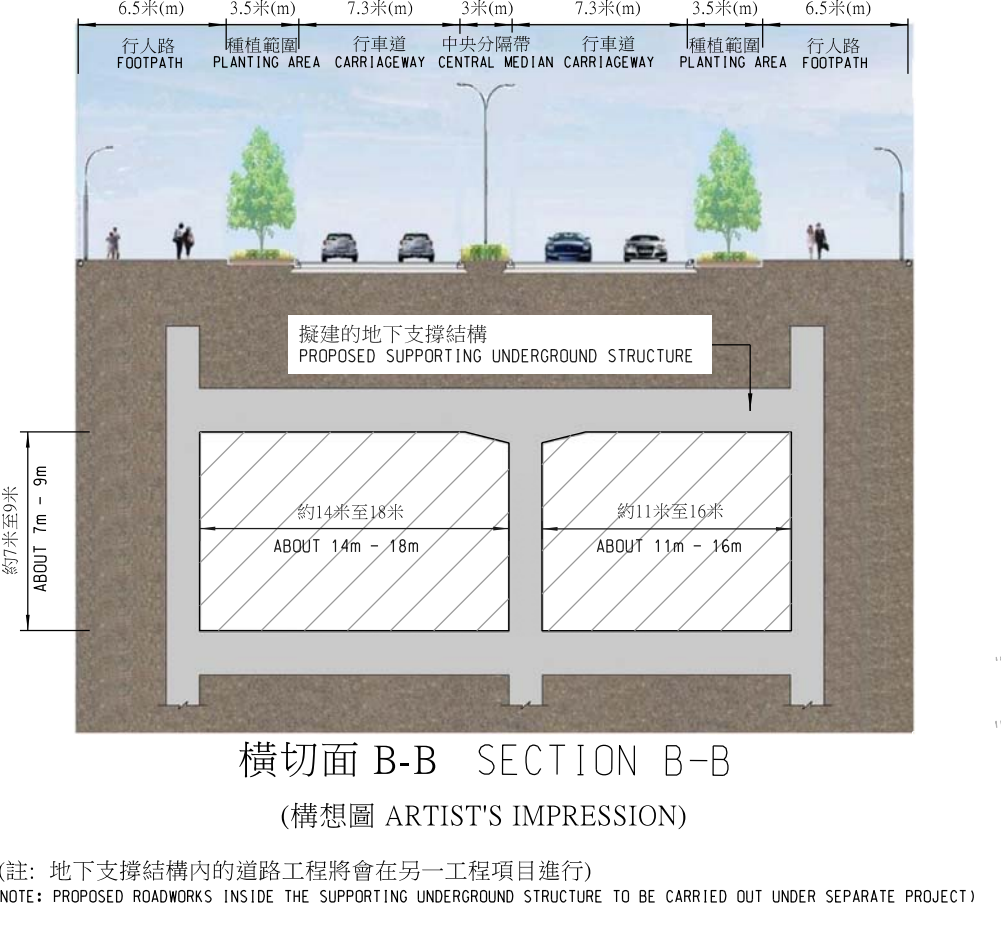 6.5米(m) 3.5米(m) 7.3米(m) 3米(m) 7.3米(m) 3.5米(m) 6.5米(m)
行人路 種植範圍 行車道 中央分隔帶 行車道 種植範圍 行人路
FOOTPATH PLANTING AREA CARRIAGEWAY CENTRAL MEDIAN CARRIAGEWAY PLANTING AREA FOOTPATH
擬建的地下支撐結構
PROPOSED SUPPORTING UNDERGROUND STRUCTURE
約7米至9米
ABOUT 7m - 9m
約14米至18米
ABOUT 14m - 18m
約11米至16米
ABOUT 11m - 16m
橫切面 B-B SECTION B-B
(構想圖 ARTIST'S IMPRESSION)
(註: 地下支撐結構內的道路工程將會在另一工程項目進行)
NOTE: PROPOSED ROADWORKS INSIDE THE SUPPORTING UNDERGROUND STRUCTURE TO BE CARRIED OUT UNDER SEPARATE PROJECT)